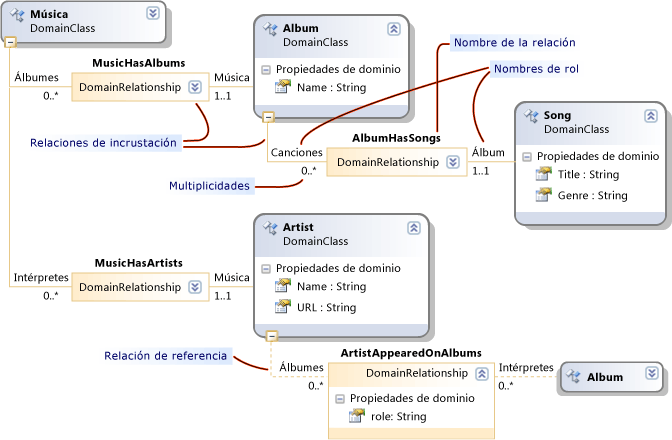 Música
DomainClass
MusicHasAlbums
Álbumes
DomainRelationship
Música
0..*
1..1
Album
DomainClass
Propiedades de dominio
Name : String
Nombre de la relación
Nombres de rol
Relaciones de incrustación
AlbumHasSongs
Canciones
DomainRelationship
Álbum
0..*
1..1
Multiplicidades
Song
DomainClass
Propiedades de dominio
Title : String
Genre : String
MusicHasArtists
Intérpretes
DomainRelationship
Música
0..*
1..1
Artist
DomainClass
Propiedades de dominio
Name : String
URL : String
Relación de referencia
ArtistAppearedOnAlbums
Álbumes
DomainRelationship
Intérpretes
0..*
0..*
Propiedades de dominio
role: String
Album